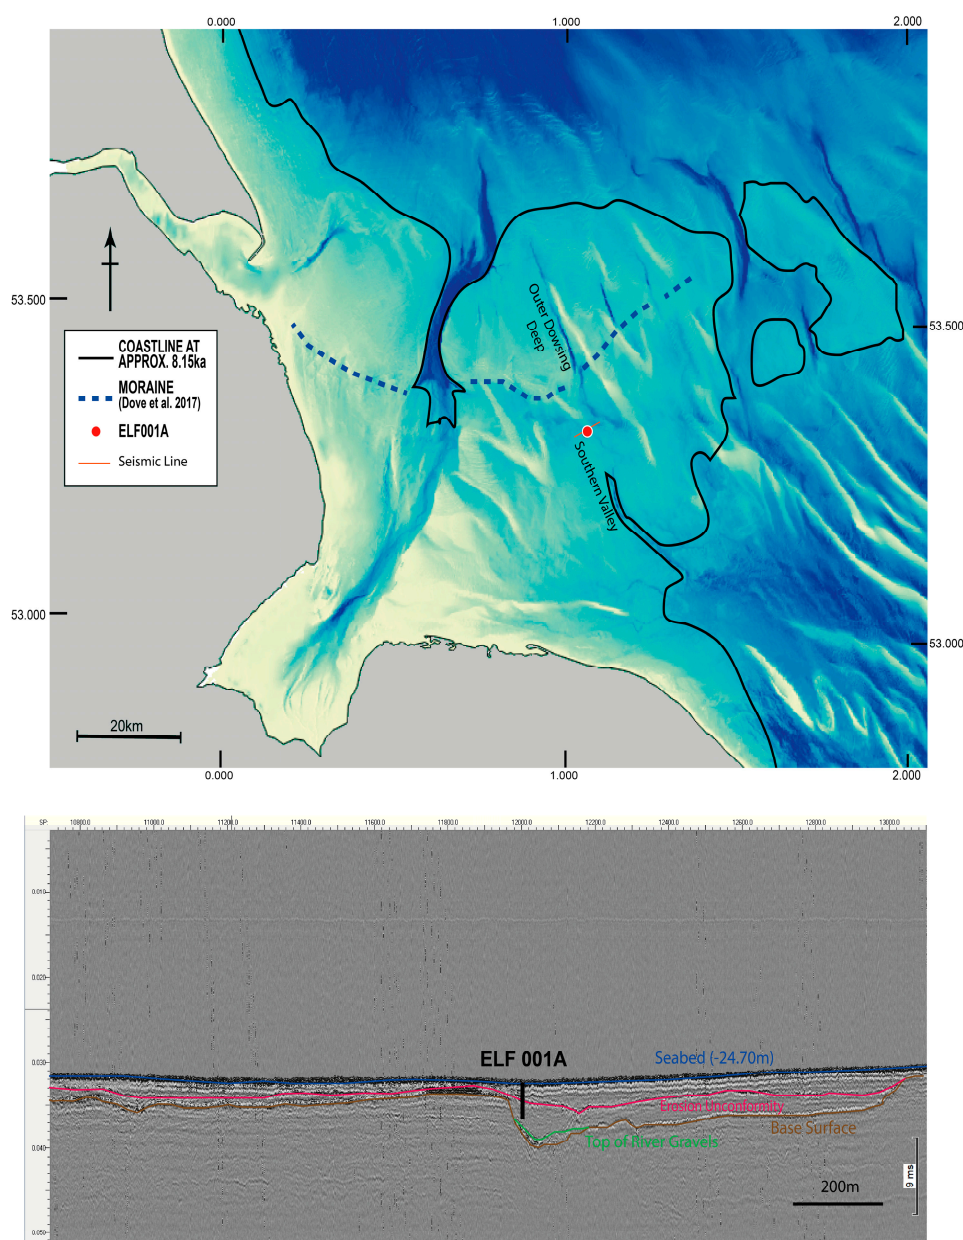 0.000
1.000
2.000
53.500
53.500
Outer Dowsing
Deep
COASTLINE AT
APPROX. 8.15ka
MORAINE
(Dove et al. 2017)
ELF001A
Seismic Line
Southern Valley
53.000
53.000
20km
0.000
1.000
2.000
SP: 10800.0 11000.0 11200.0 11400.0 11600.0 11800.0 12000.0 12200.0 12400.0 12600.0 12800.0 13000.0
0.010
0.020
0.030
ELF 001A
Seabed (-24.70m)
Erosion Unconformity
Base Surface
Top of River Gravels
0.040
9 ms
200m
0.050